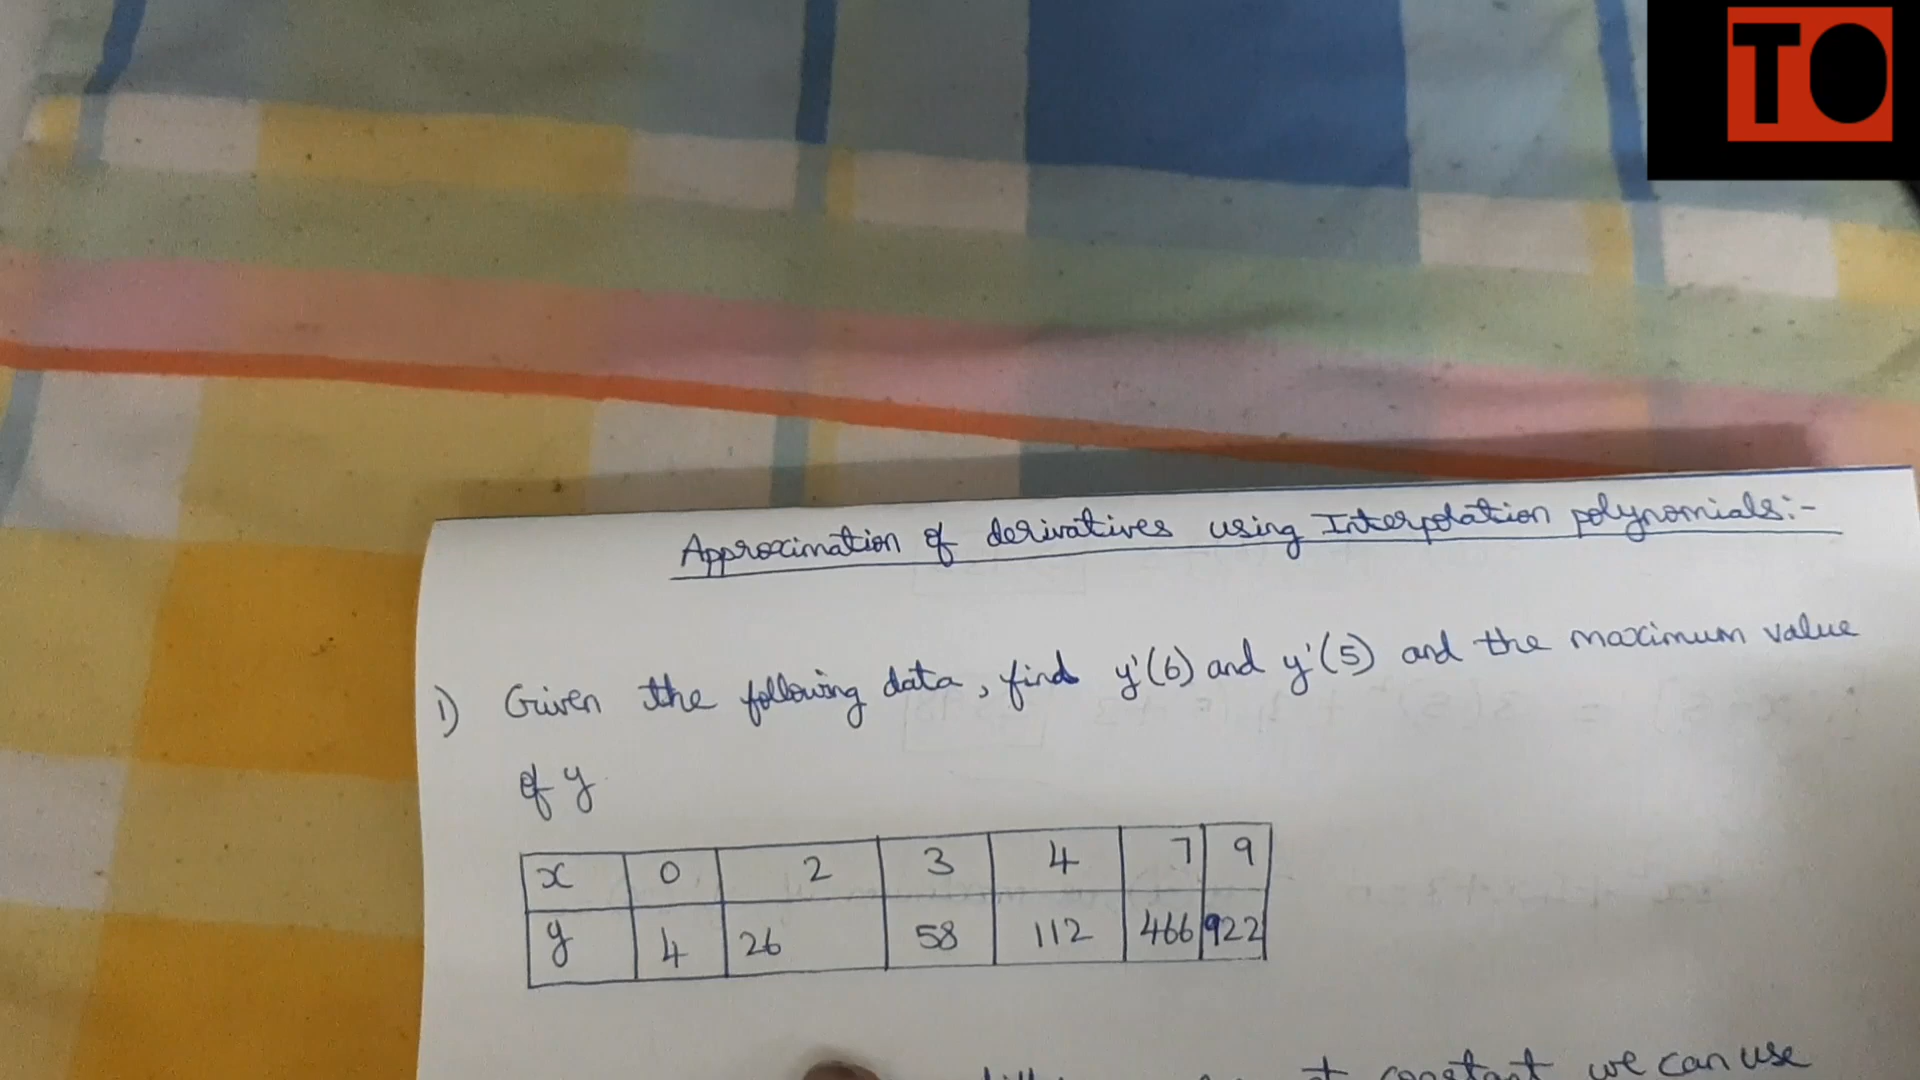 TO
Approximation of derivatives using Interpolation polynomials:-
1) Given the following data, find y'(6) and y'(5) and the maximum value
of y
x 0 2 3 4 7 9
y 4 26 58 112 466 922
constant we can use